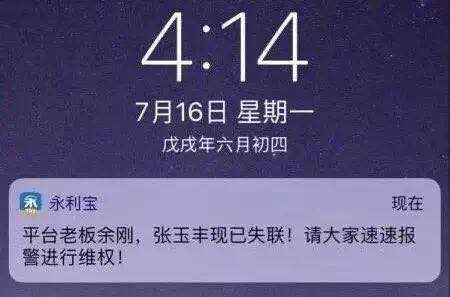 4:14
7月16日 星期一
戊戌年六月初四
永利宝 现在
平台老板余刚，张玉丰现已失联！请大家速速报
警进行维权！